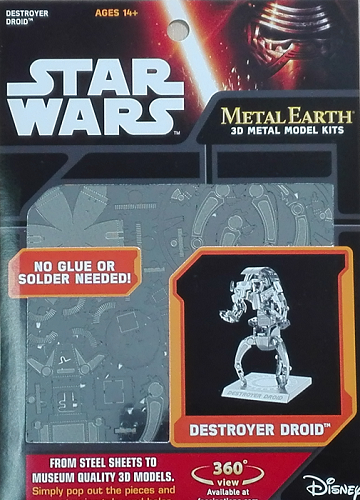 DESTROYER
DROID™
AGES 14+
STAR
WARS™
METAL EARTH®
3D METAL MODEL KITS
NO GLUE OR
SOLDER NEEDED!
DESTROYER DROID
DESTROYER DROID™
FROM STEEL SHEETS TO
MUSEUM QUALITY 3D MODELS.
Simply pop out the pieces and
360°
view
Available at
Disney